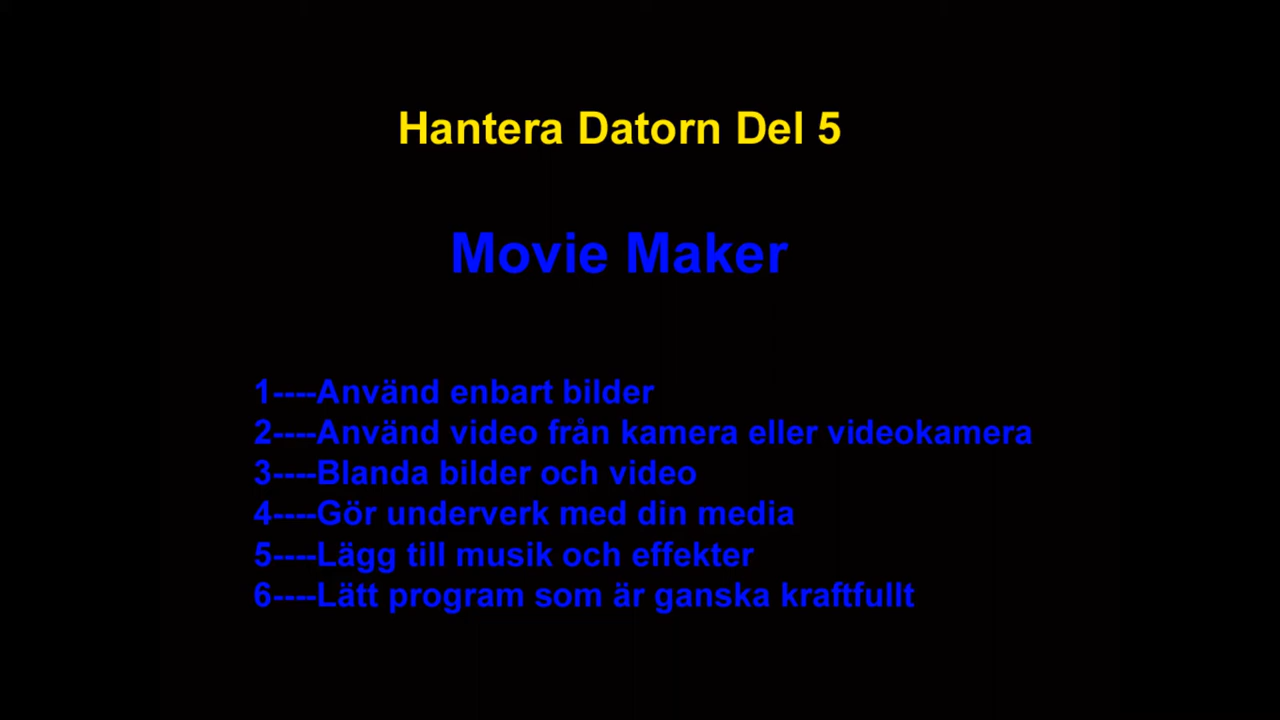 Hantera Datorn Del 5
Movie Maker
1----Använd enbart bilder
2----Använd video från kamera eller videokamera
3----Blanda bilder och video
4----Gör underverk med din media
5----Lägg till musik och effekter
6----Lätt program som är ganska kraftfullt